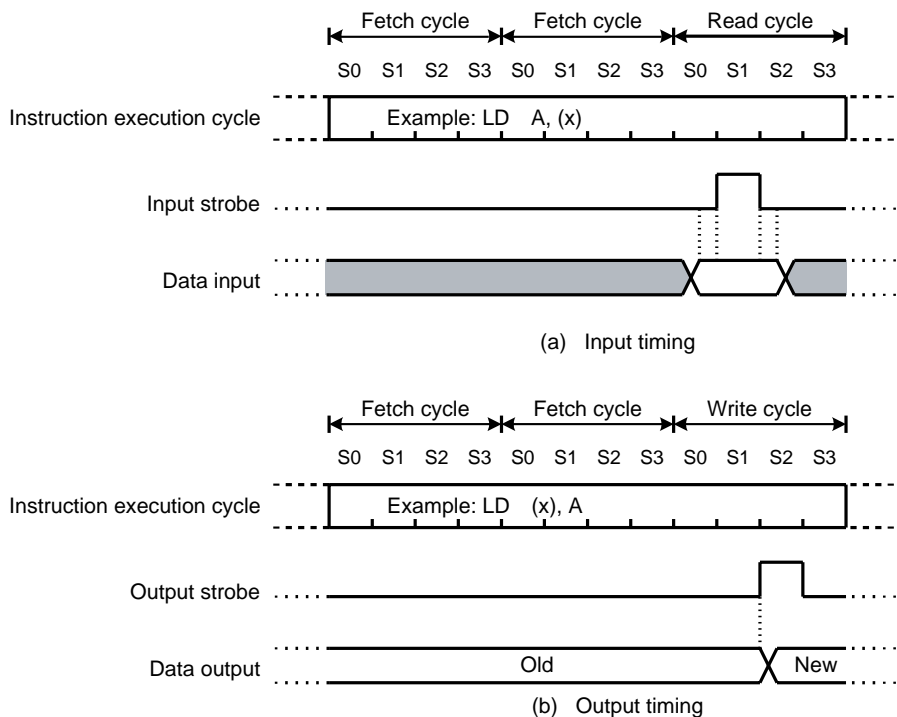 Fetch cycle Fetch cycle Read cycle
S0 S1 S2 S3 S0 S1 S2 S3 S0 S1 S2 S3
Instruction execution cycle Example: LD A, (x)
Input strobe
Data input
(a) Input timing
Fetch cycle Fetch cycle Write cycle
S0 S1 S2 S3 S0 S1 S2 S3 S0 S1 S2 S3
Instruction execution cycle Example: LD (x), A
Output strobe
Data output Old New
(b) Output timing